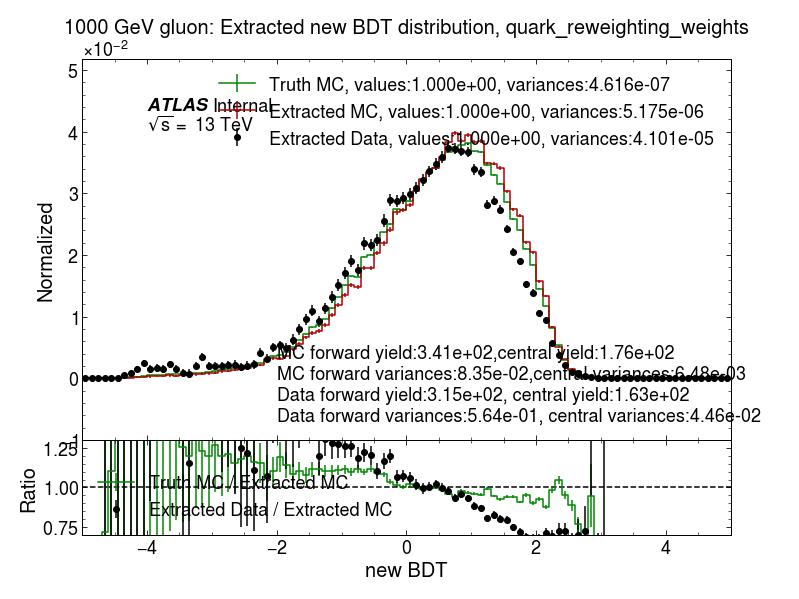 1000 GeV gluon: Extracted new BDT distribution, quark_reweighting_weights
×10⁻²
Truth MC, values:1.000e+00, variances:4.616e-07
ATLAS Internal
Extracted MC, values:1.000e+00, variances:5.175e-06
√s = 13 TeV
Extracted Data, values:1.000e+00, variances:4.101e-05
5
4
3
2
1
0
−1
Normalized
MC forward yield:3.41e+02,central yield:1.76e+02
MC forward variances:8.35e-02,central variances:6.48e-03
Data forward yield:3.15e+02, central yield:1.63e+02
Data forward variances:5.64e-01, central variances:4.46e-02
1.25
1.00
0.75
Ratio
Truth MC / Extracted MC
Extracted Data / Extracted MC
−4 −2 0 2 4
new BDT